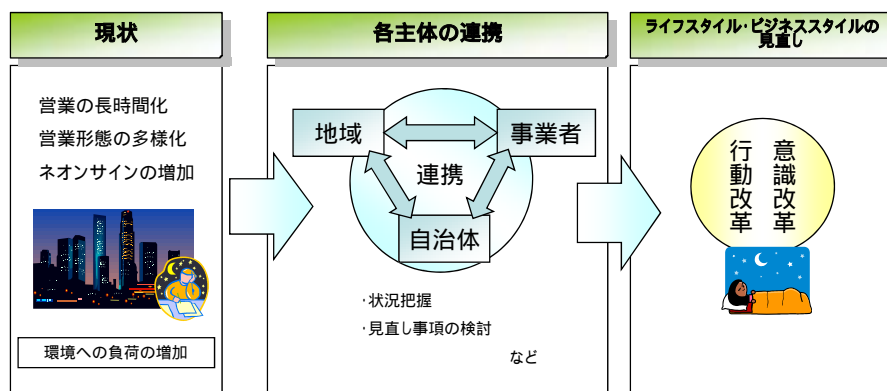 現状
営業の長時間化
営業形態の多様化
ネオンサインの増加
環境への負荷の増加
各主体の連携
地域
事業者
連携
自治体
・状況把握
・見直し事項の検討
など
ライフスタイル・ビジネススタイルの
見直し
意識改革
行動改革